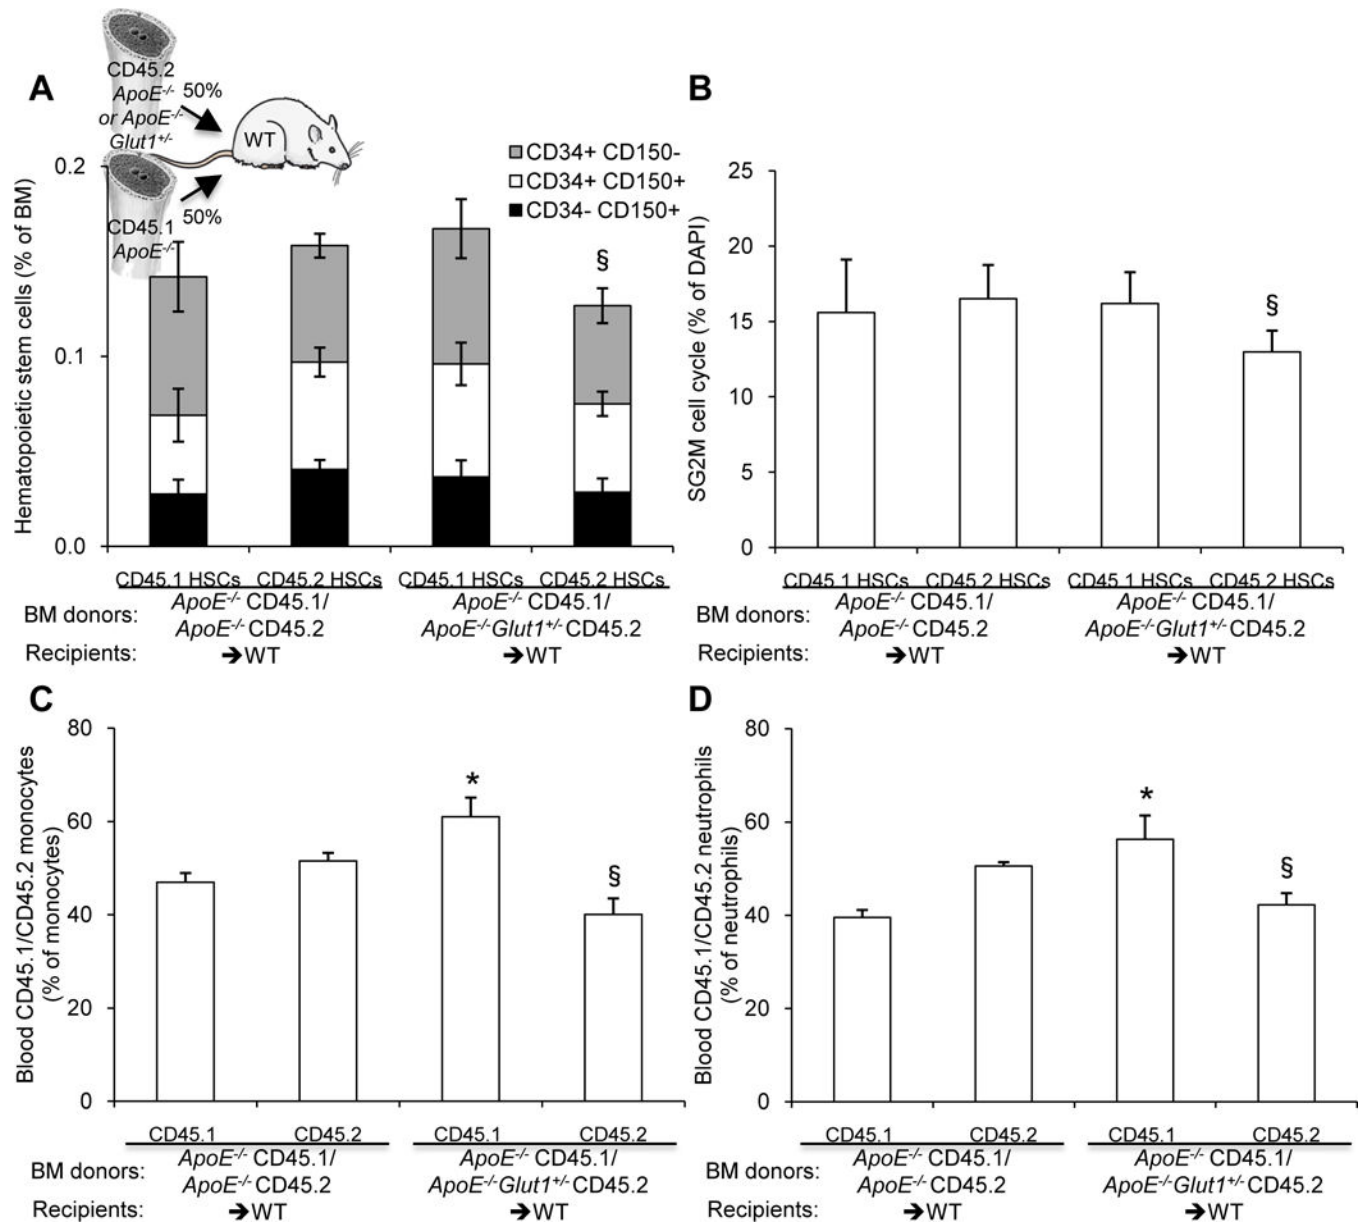 A
CD45.2
ApoE-/-
or ApoE-/-
Glut1+/-
50%
WT
CD45.1
ApoE-/-
50%
CD34+ CD150-
CD34+ CD150+
CD34- CD150+
Hematopoietic stem cells (% of BM)
0.2
0.1
0.0
§
CD45.1 HSCs CD45.2 HSCs CD45.1 HSCs CD45.2 HSCs
BM donors:
ApoE-/- CD45.1/
ApoE-/- CD45.2
ApoE-/- CD45.1/
ApoE-/-Glut1+/- CD45.2
Recipients:
➔WT
➔WT
B
SG2M cell cycle (% of DAPI)
25
20
15
10
5
0
§
CD45.1 HSCs CD45.2 HSCs CD45.1 HSCs CD45.2 HSCs
BM donors:
ApoE-/- CD45.1/
ApoE-/- CD45.2
ApoE-/- CD45.1/
ApoE-/-Glut1+/- CD45.2
Recipients:
➔WT
➔WT
C
Blood CD45.1/CD45.2 monocytes
(% of monocytes)
80
60
40
20
0
*
§
CD45.1 CD45.2 CD45.1 CD45.2
BM donors:
ApoE-/- CD45.1/
ApoE-/- CD45.2
ApoE-/- CD45.1/
ApoE-/-Glut1+/- CD45.2
Recipients:
➔WT
➔WT
D
Blood CD45.1/CD45.2 neutrophils
(% of neutrophils)
80
60
40
20
0
*
§
CD45.1 CD45.2 CD45.1 CD45.2
BM donors:
ApoE-/- CD45.1/
ApoE-/- CD45.2
ApoE-/- CD45.1/
ApoE-/-Glut1+/- CD45.2
Recipients:
➔WT
➔WT